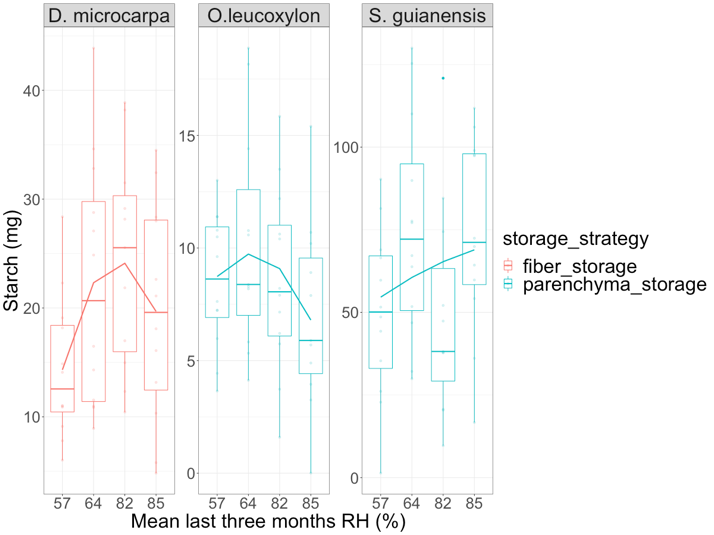 D. microcarpa
O.leucoxylon
S. guianensis
Starch (mg)
40
30
20
10
15
10
5
0
100
50
0
57 64 82 85
57 64 82 85
57 64 82 85
Mean last three months RH (%)
storage_strategy
fiber_storage
parenchyma_storage